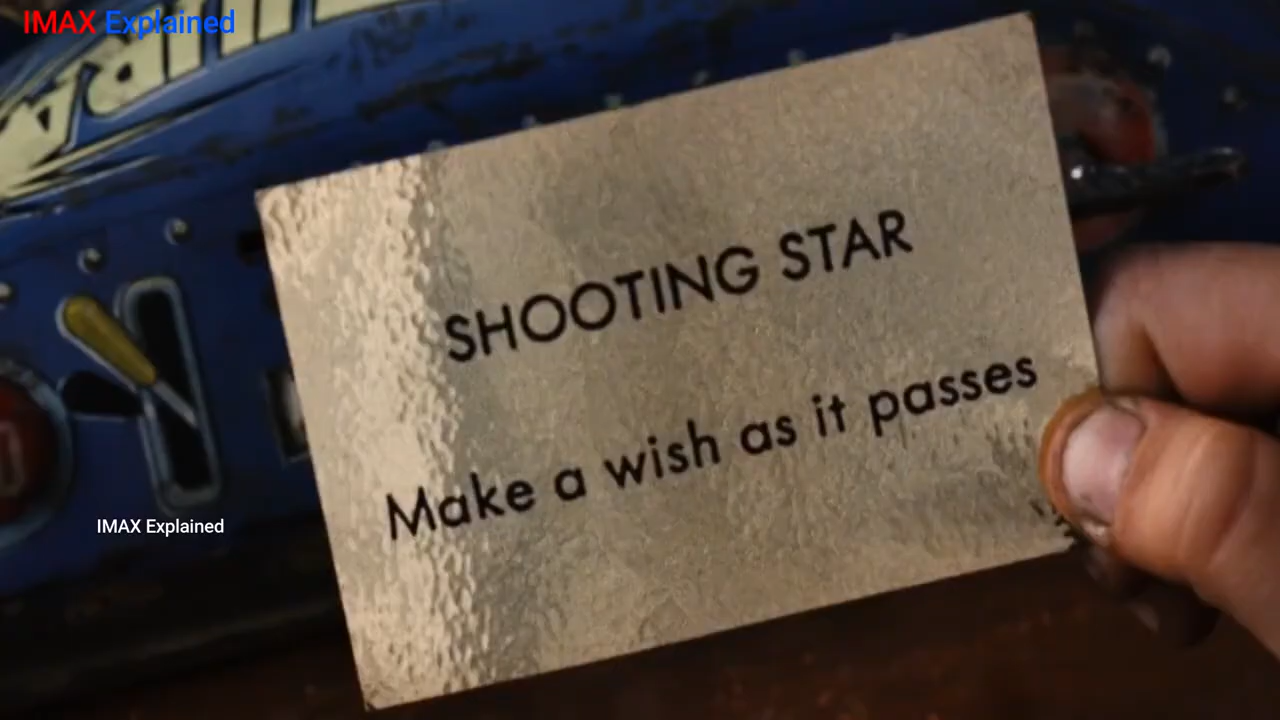 IMAX Explained
SHOOTING STAR
Make a wish as it passes
IMAX Explained